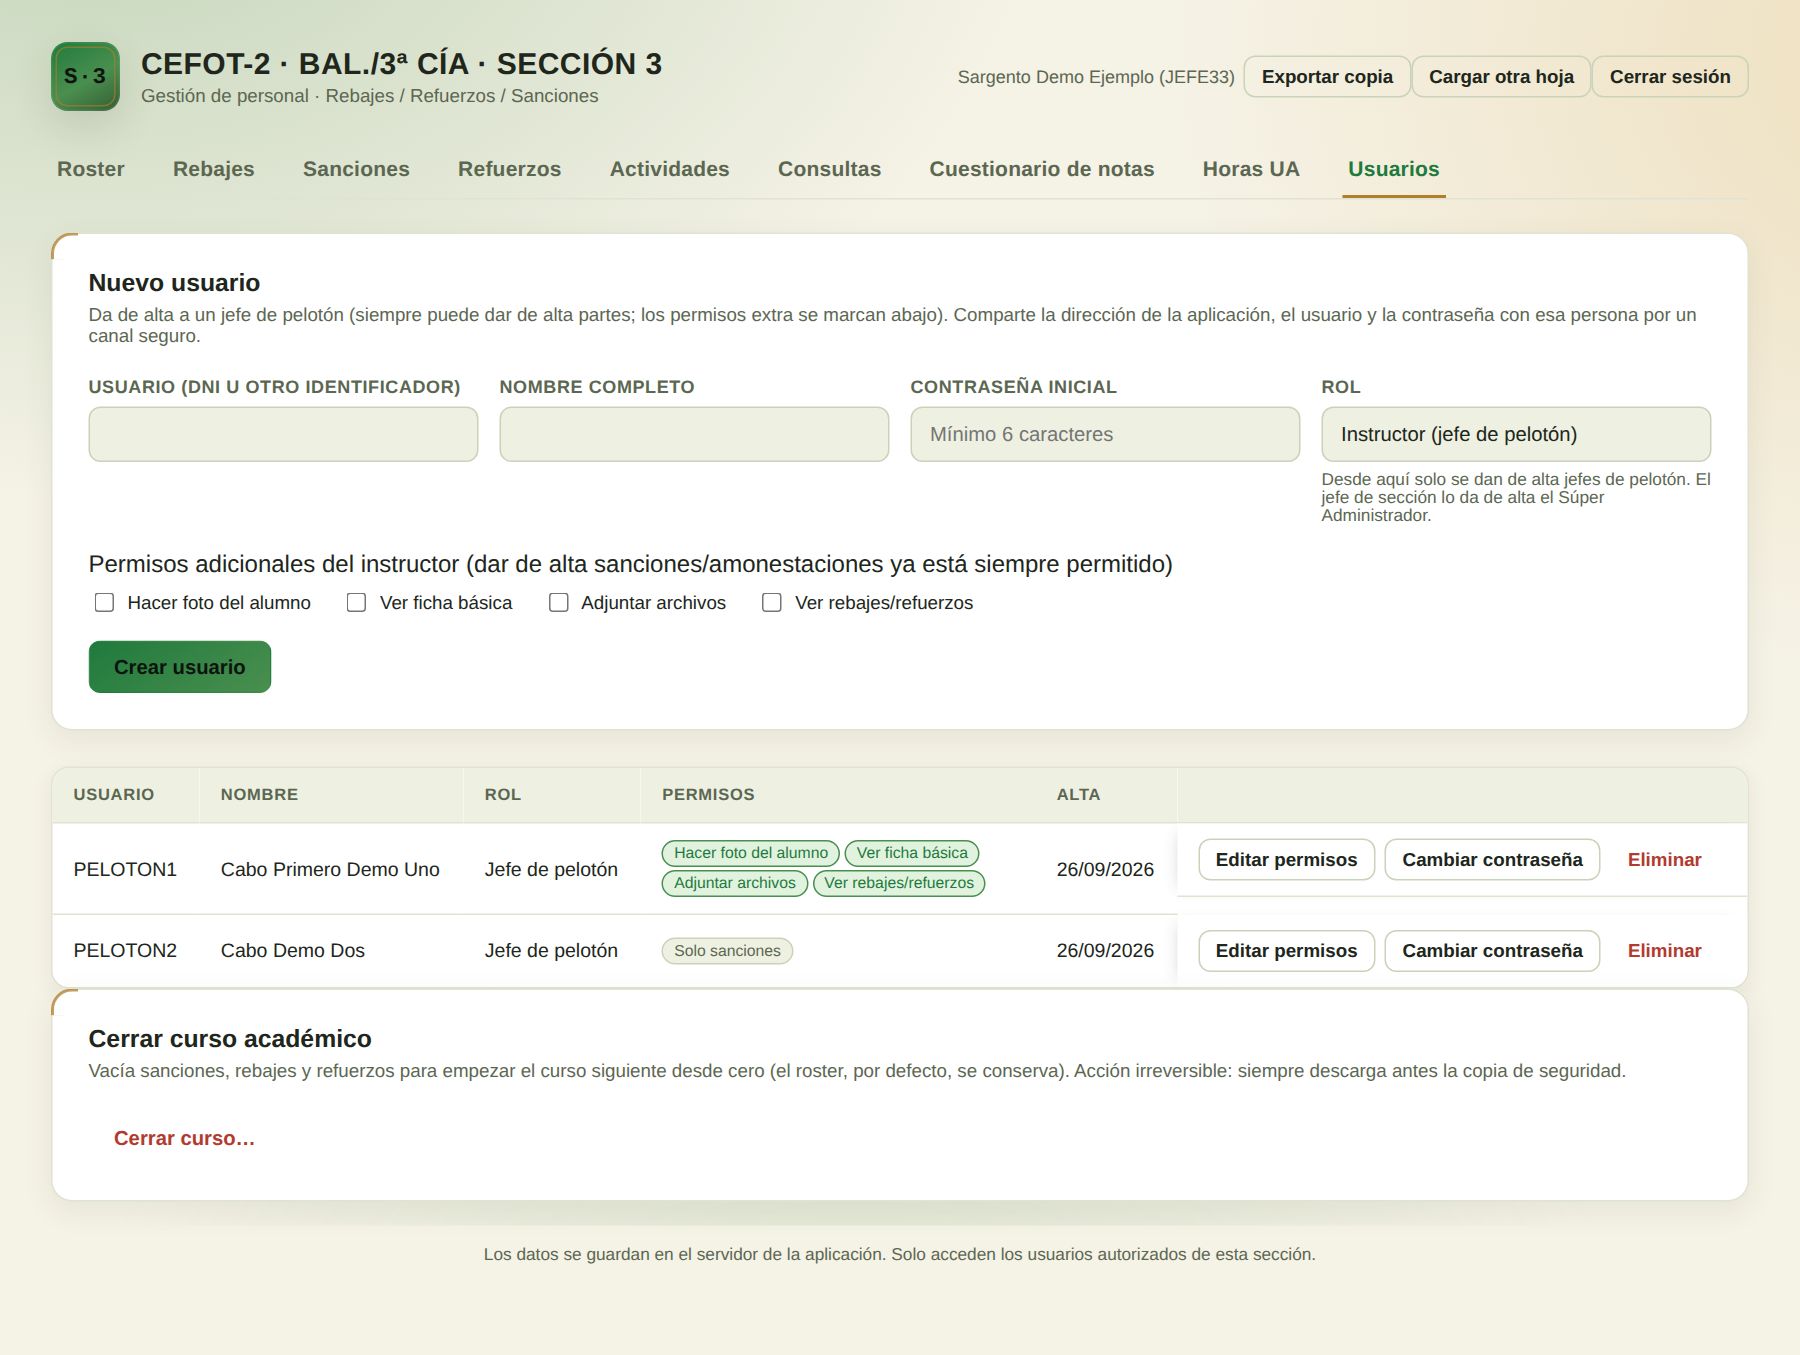 S·3
CEFOT-2 · BAL./3ª CÍA · SECCIÓN 3
Gestión de personal · Rebajes / Refuerzos / Sanciones
Sargento Demo Ejemplo (JEFE33) Exportar copia Cargar otra hoja Cerrar sesión
Roster Rebajes Sanciones Refuerzos Actividades Consultas Cuestionario de notas Horas UA Usuarios
Nuevo usuario
Da de alta a un jefe de pelotón (siempre puede dar de alta partes; los permisos extra se marcan abajo). Comparte la dirección de la aplicación, el usuario y la contraseña con esa persona por un
canal seguro.
USUARIO (DNI U OTRO IDENTIFICADOR) NOMBRE COMPLETO CONTRASEÑA INICIAL ROL
Mínimo 6 caracteres Instructor (jefe de pelotón)
Desde aquí solo se dan de alta jefes de pelotón. El
jefe de sección lo da de alta el Súper
Administrador.
Permisos adicionales del instructor (dar de alta sanciones/amonestaciones ya está siempre permitido)
Hacer foto del alumno Ver ficha básica Adjuntar archivos Ver rebajes/refuerzos
Crear usuario
USUARIO NOMBRE ROL PERMISOS ALTA
PELOTON1 Cabo Primero Demo Uno Jefe de pelotón Hacer foto del alumno Ver ficha básica 26/09/2026 Editar permisos Cambiar contraseña Eliminar
Adjuntar archivos Ver rebajes/refuerzos
PELOTON2 Cabo Demo Dos Jefe de pelotón Solo sanciones 26/09/2026 Editar permisos Cambiar contraseña Eliminar
Cerrar curso académico
Vacía sanciones, rebajes y refuerzos para empezar el curso siguiente desde cero (el roster, por defecto, se conserva). Acción irreversible: siempre descarga antes la copia de seguridad.
Cerrar curso…
Los datos se guardan en el servidor de la aplicación. Solo acceden los usuarios autorizados de esta sección.